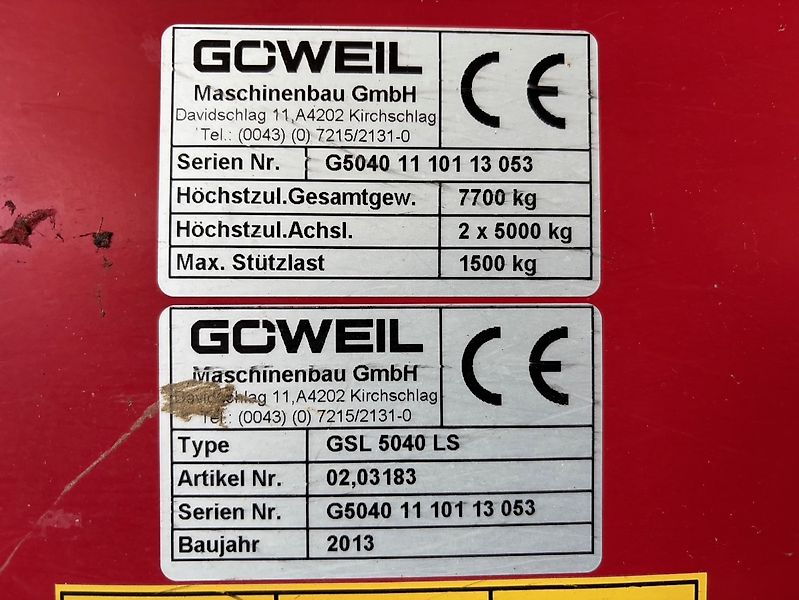 GÖWEIL
CE
Maschinenbau GmbH
Davidschlag 11,A4202 Kirchschlag
Tel.: (0043) (0) 7215/2131-0
Serien Nr. G5040 11 101 13 053
Höchstzul.Gesamtgew. 7700 kg
Höchstzul.Achsl. 2 x 5000 kg
Max. Stützlast 1500 kg
GÖWEIL
CE
Maschinenbau GmbH
Davidschlag 11,A4202 Kirchschlag
Tel.: (0043) (0) 7215/2131-0
Type GSL 5040 LS
Artikel Nr. 02,03183
Serien Nr. G5040 11 101 13 053
Baujahr 2013